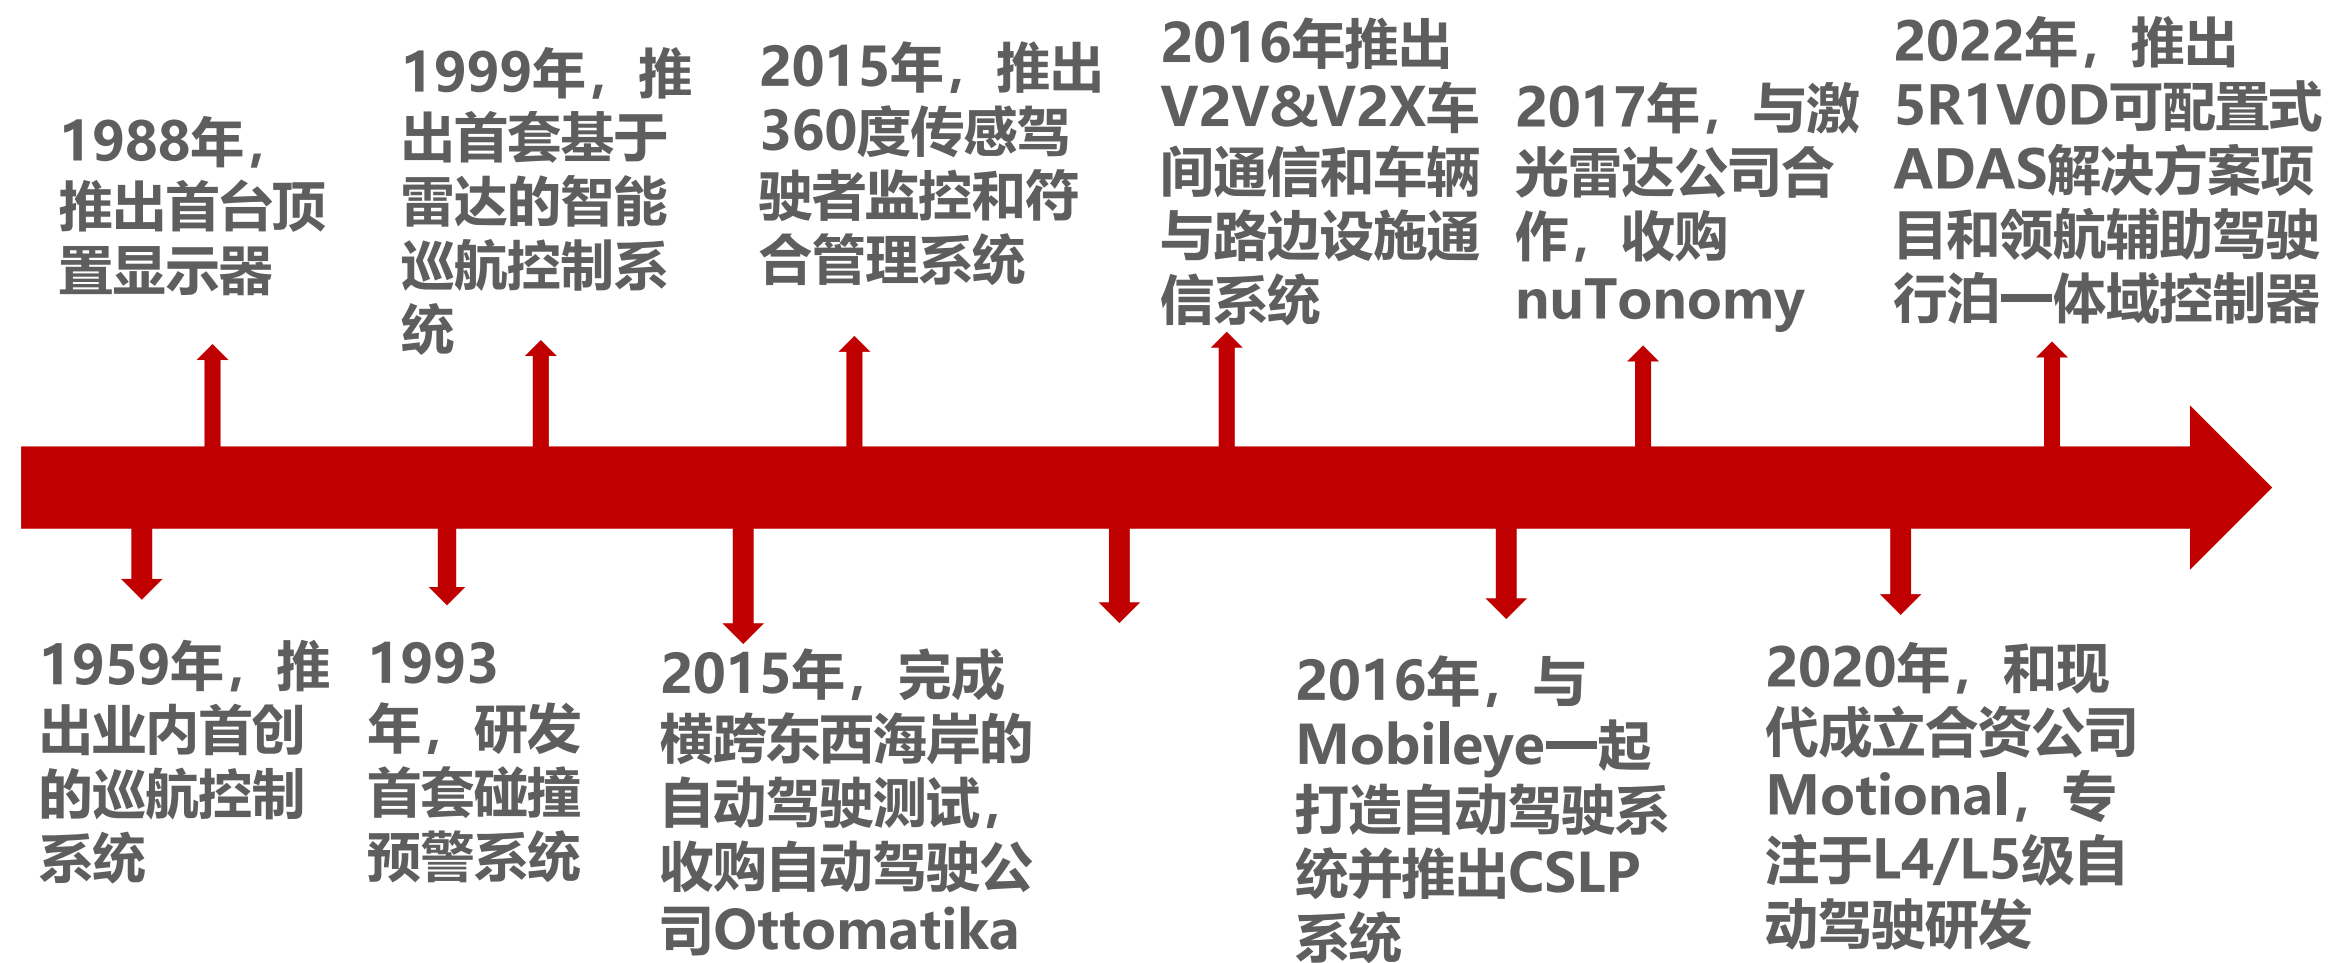 1988年，
推出首台顶
置显示器
1999年，推
出首套基于
雷达的智能
巡航控制系
统
2015年，推出
360度传感驾
驶者监控和符
合管理系统
2016年推出
V2V&V2X车
间通信和车辆
与路边设施通
信系统
2017年，与激
光雷达公司合
作，收购
nuTonomy
2022年，推出
5R1V0D可配置式
ADAS解决方案项
目和领航辅助驾驶
行泊一体域控制器
1959年，推
出业内首创
的巡航控制
系统
1993
年，研发
首套碰撞
预警系统
2015年，完成
横跨东西海岸的
自动驾驶测试，
收购自动驾驶公
司Ottomatika
2016年，与
Mobileye一起
打造自动驾驶系
统并推出CSLP
系统
2020年，和现
代成立合资公司
Motional，专
注于L4/L5级自
动驾驶研发